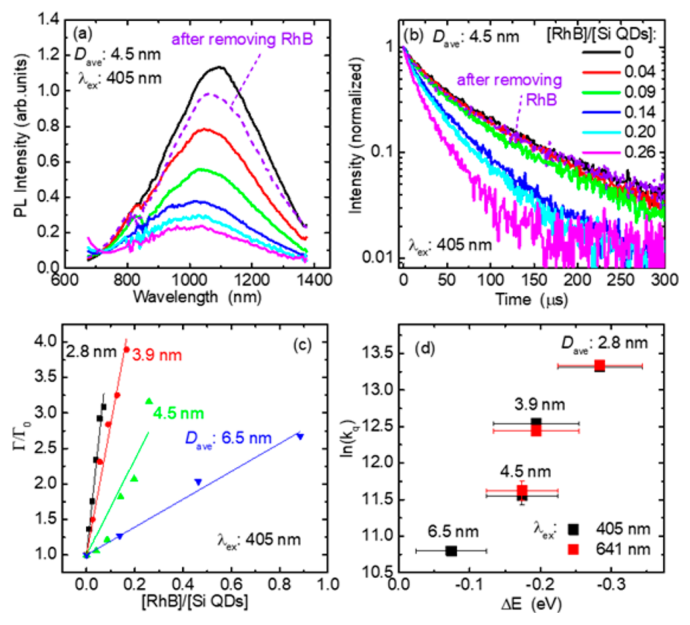 (a)
D_ave: 4.5 nm
λ_ex: 405 nm
after removing RhB
PL Intensity (arb.units)
1.4
1.2
1.0
0.8
0.6
0.4
0.2
0.0
600 800 1000 1200 1400
Wavelength (nm)
(b) D_ave: 4.5 nm
[RhB]/[Si QDs]:
0
0.04
0.09
0.14
0.20
0.26
after removing
RhB
λ_ex: 405 nm
Intensity (normalized)
1
0.1
0.01
0 50 100 150 200 250 300
Time (μs)
(c)
2.8 nm
3.9 nm
4.5 nm
D_ave: 6.5 nm
λ_ex: 405 nm
Γ/Γ₀
4.0
3.5
3.0
2.5
2.0
1.5
1.0
0.0 0.2 0.4 0.6 0.8 1.0
[RhB]/[Si QDs]
(d)
D_ave: 2.8 nm
3.9 nm
4.5 nm
6.5 nm
λ_ex:
405 nm
641 nm
ln(k_q)
13.5
13.0
12.5
12.0
11.5
11.0
10.5
0.0 -0.1 -0.2 -0.3
ΔE (eV)